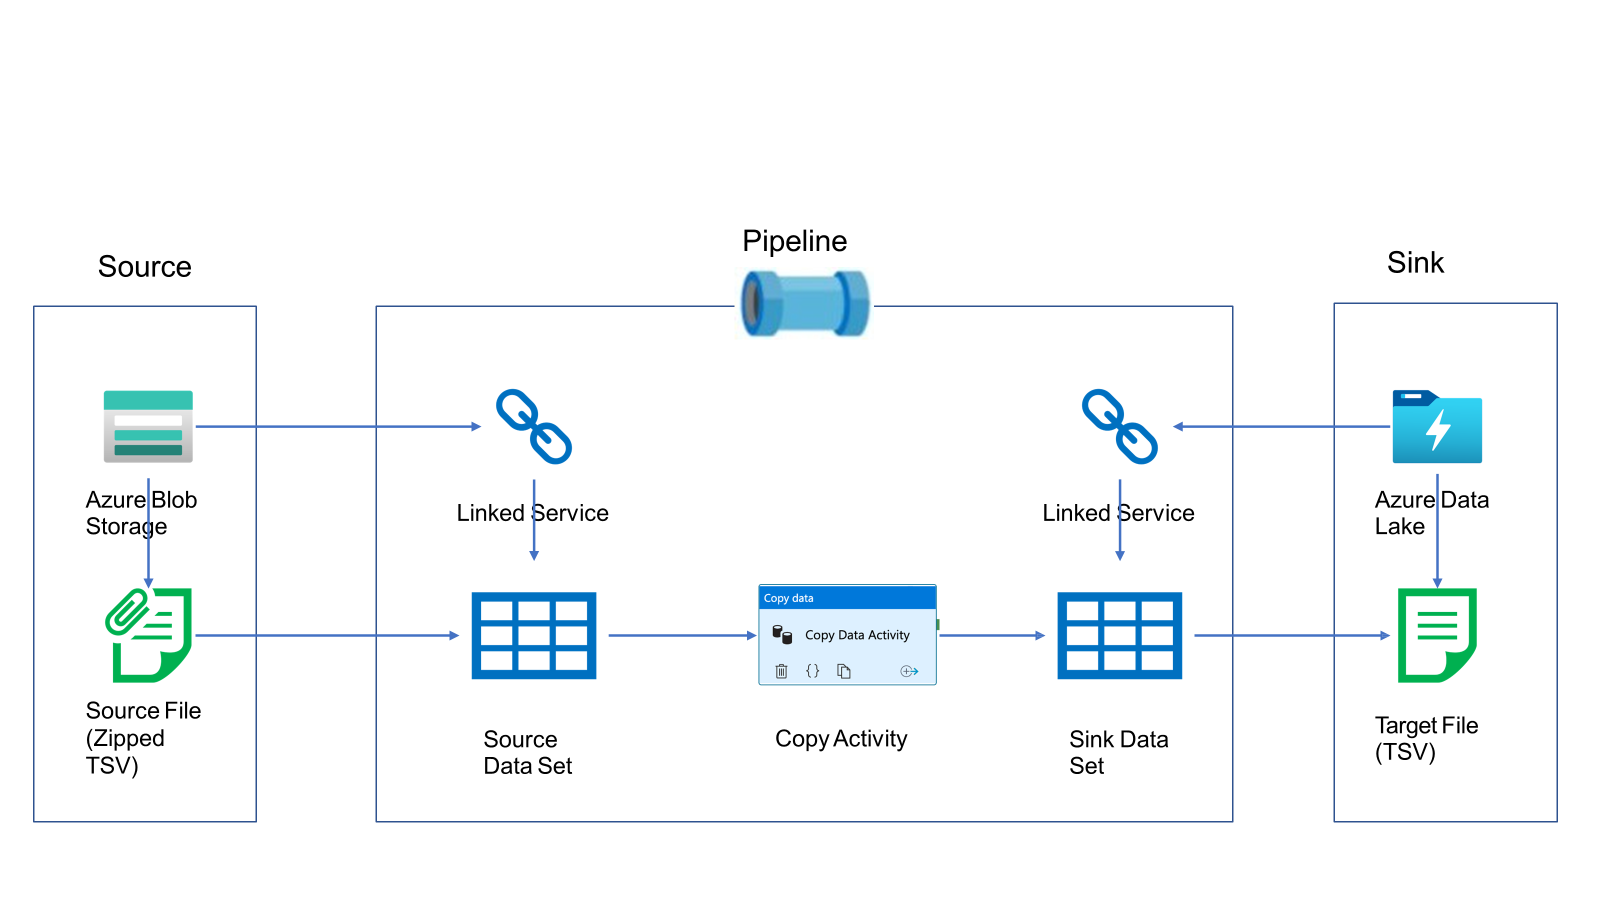 Pipeline
Source
Sink
Azure Blob
Storage
Linked Service
Linked Service
Azure Data
Lake
Copy data
Copy Data Activity
{}
Source File
(Zipped
TSV)
Source
Data Set
Copy Activity
Sink Data
Set
Target File
(TSV)